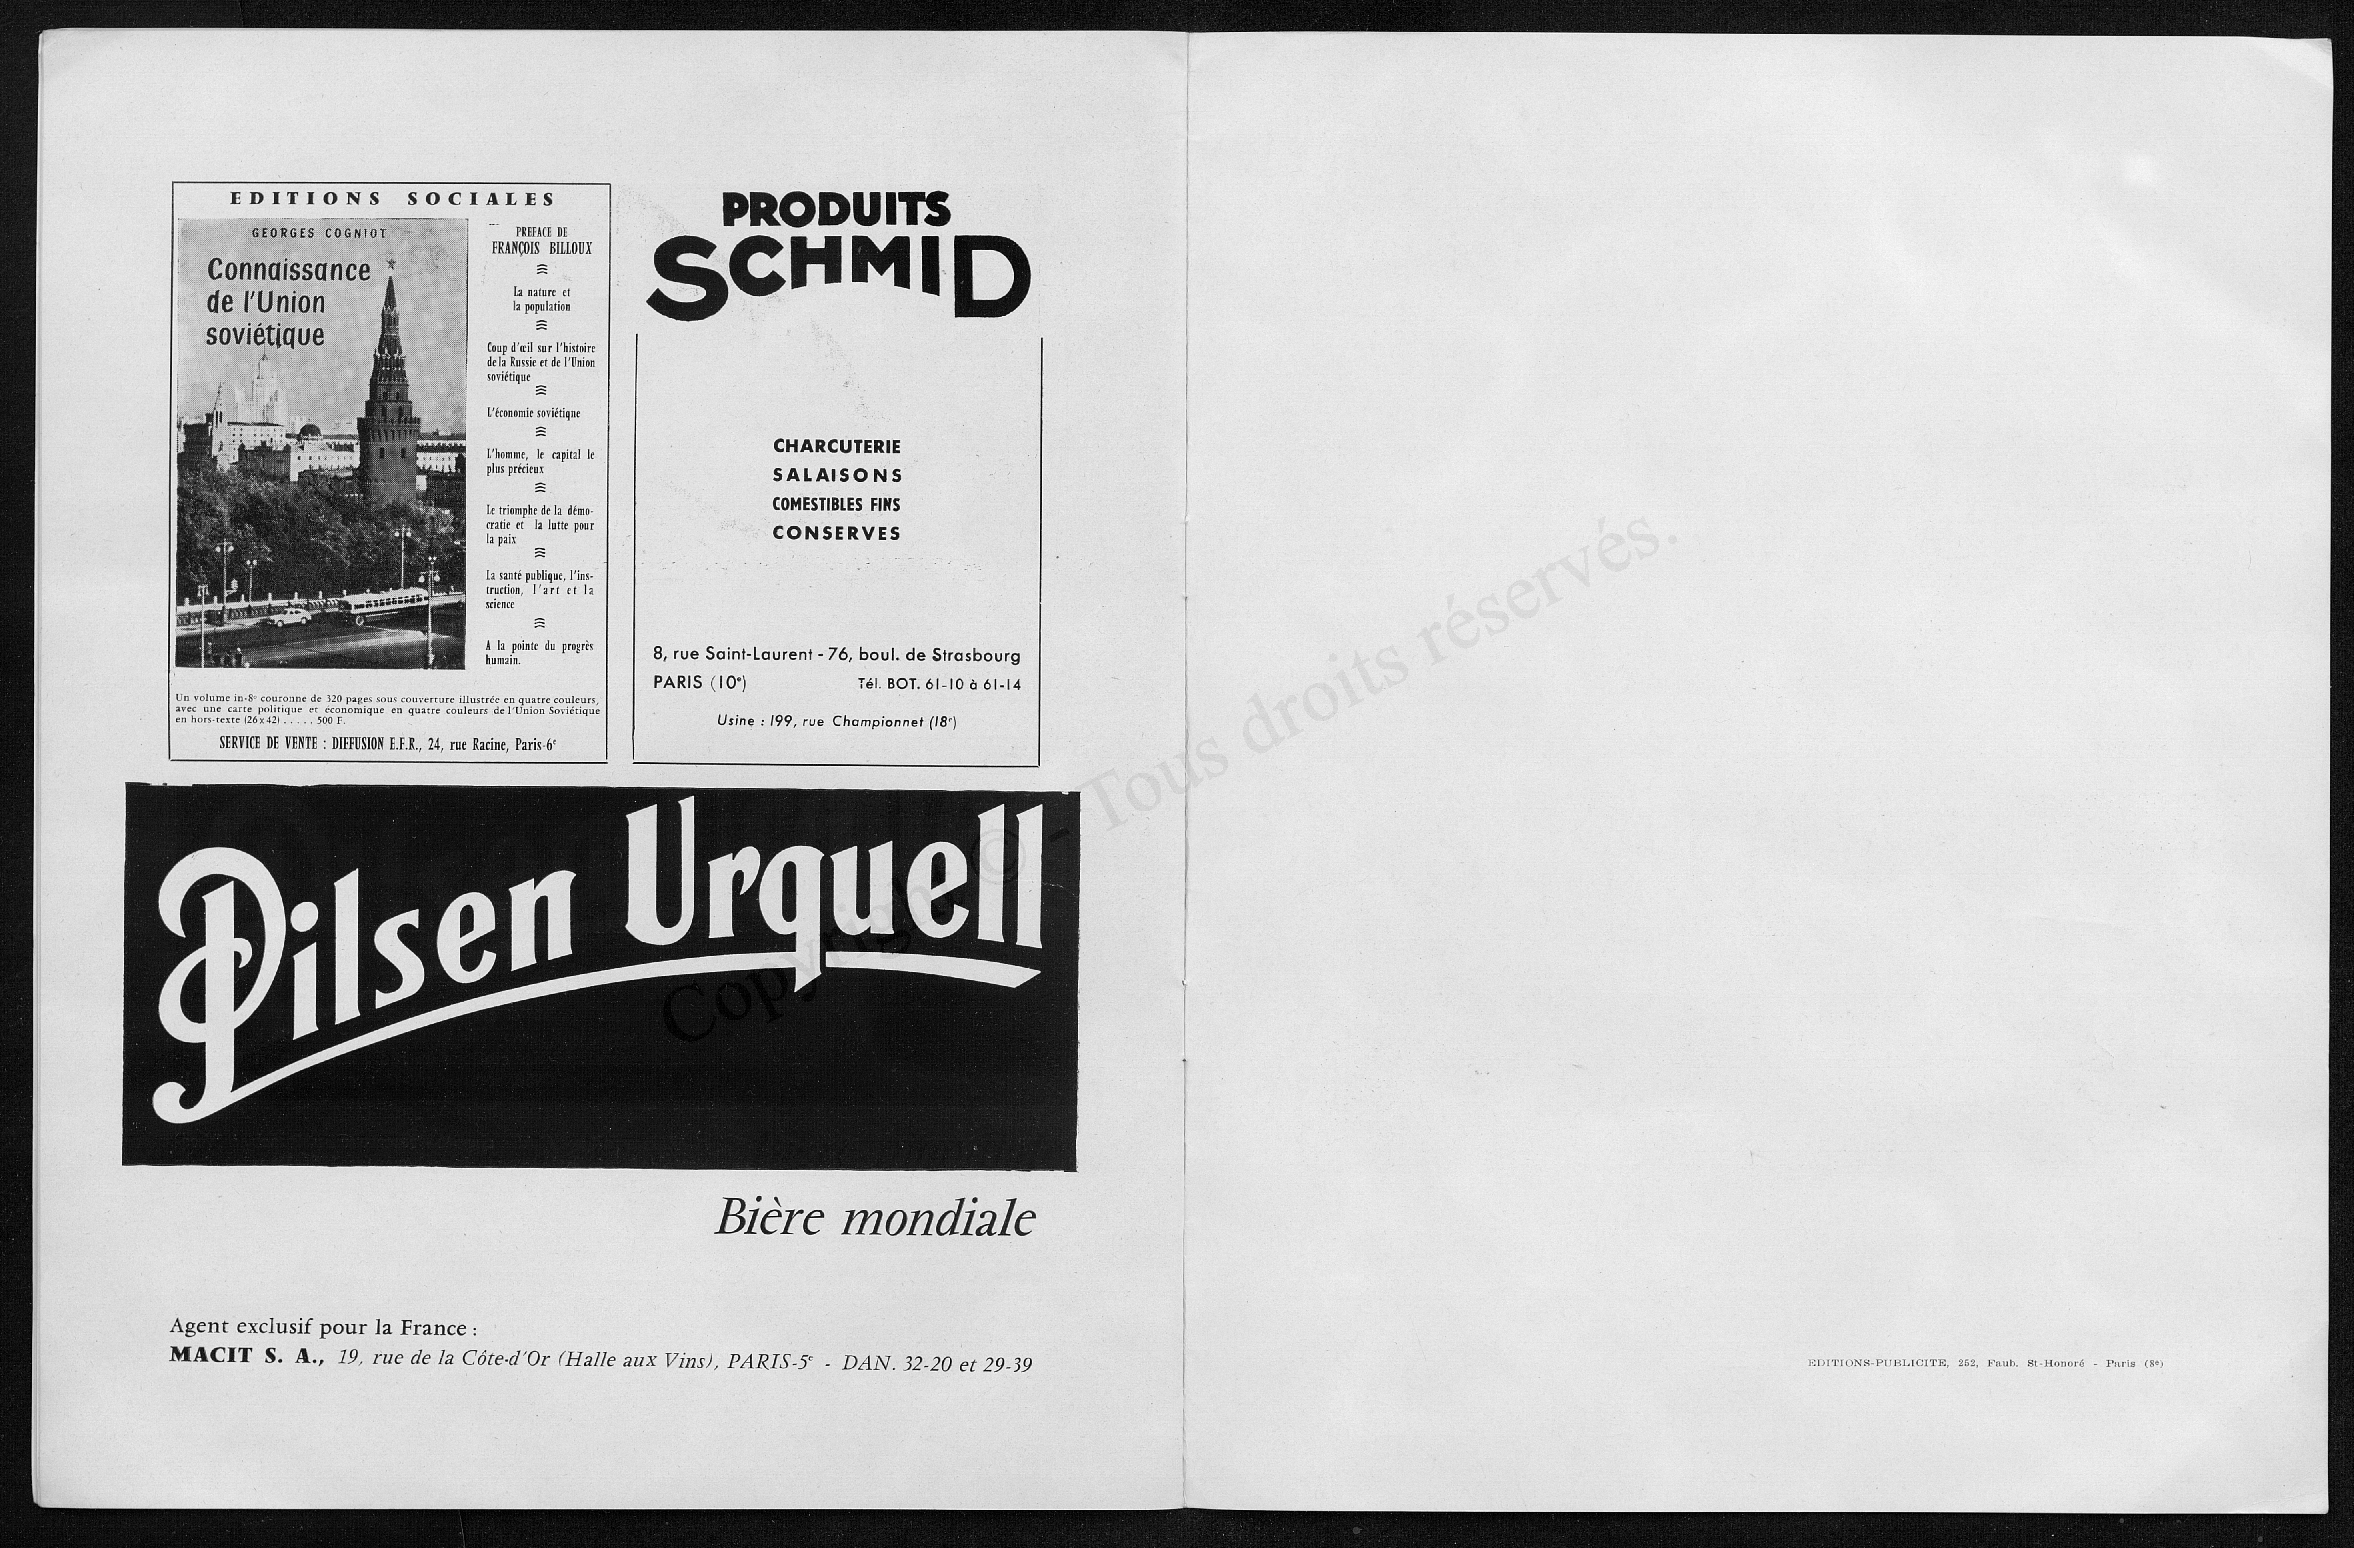 EDITIONS SOCIALES
GEORGES COGNIOT
Connaissance
de l'Union
soviétique
PREFACE DE
FRANÇOIS BILLOUX
La nature et
la population
Coup d'œil sur l'histoire
de la Russie et de l'Union
soviétique
L'économie soviétique
L'homme, le capital le
plus précieux
Le triomphe de la démo-
cratie et la lutte pour
la paix
La santé publique, l'ins-
truction, l'art et la
science
A la pointe du progrès
humain.
Un volume in-8° couronne de 320 pages sous couverture illustrée en quatre couleurs,
avec une carte politique et économique en quatre couleurs de l'Union Soviétique
en hors-texte (26x42) ..... 500 F.
SERVICE DE VENTE : DIFFUSION E.F.R., 24, rue Racine, Paris-6e
PRODUITS
SCHMID
CHARCUTERIE
SALAISONS
COMESTIBLES FINS
CONSERVES
8, rue Saint-Laurent - 76, boul. de Strasbourg
PARIS (10e) Tél. BOT. 61-10 à 61-14
Usine : 199, rue Championnet (18e)
Pilsen Urquell
Bière mondiale
Agent exclusif pour la France :
MACIT S. A., 19, rue de la Côte-d'Or (Halle aux Vins), PARIS-5e - DAN. 32-20 et 29-39
Copyright © - Tous droits réservés.
EDITIONS-PUBLICITE, 252, Faub. St-Honoré - Paris (8e)